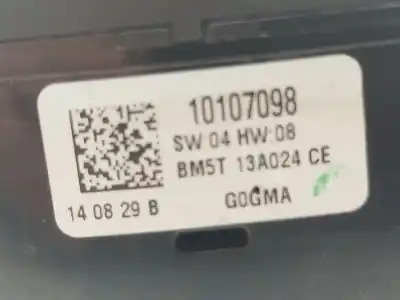 10107098
SW 04 HW 08
BM5T 13A024 CE
14 08 29 B
G0GMA